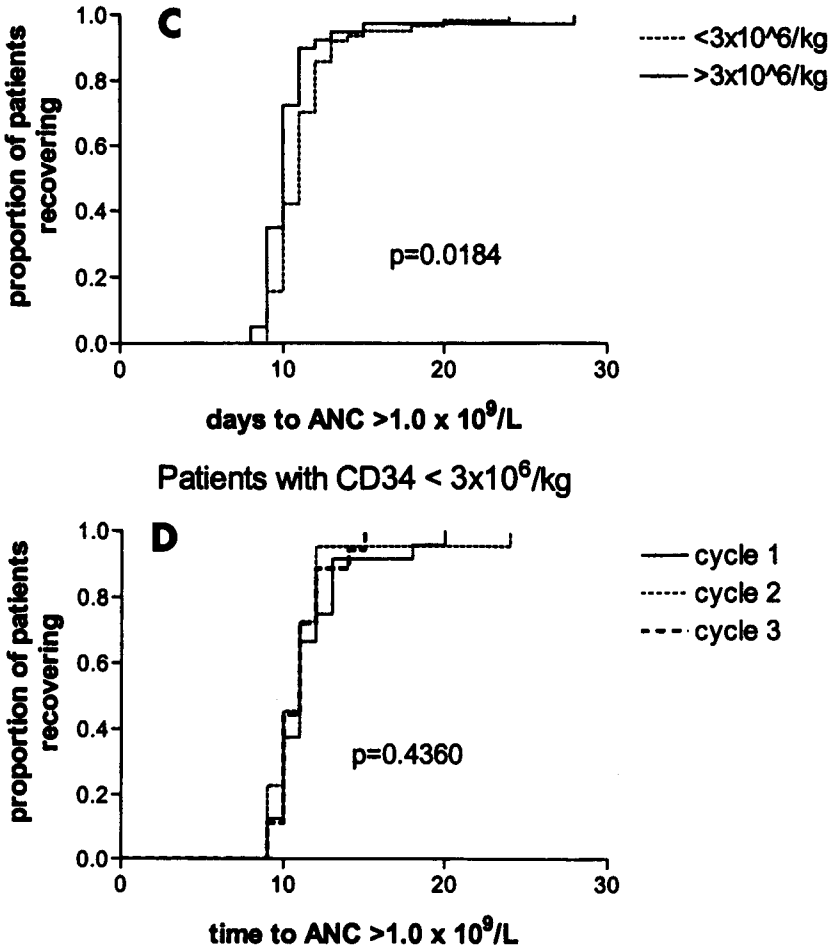 C
<3x10^6/kg
>3x10^6/kg
1.0
0.8
0.6
0.4
0.2
0.0
proportion of patients
recovering
p=0.0184
0
10
20
30
days to ANC >1.0 x 10⁹/L
Patients with CD34 < 3x10⁶/kg
D
cycle 1
cycle 2
cycle 3
1.0
0.8
0.6
0.4
0.2
0.0
proportion of patients
recovering
p=0.4360
0
10
20
30
time to ANC >1.0 x 10⁹/L